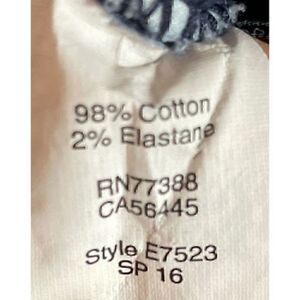 98% Cotton
2% Elastane
RN77388
CA56445
Style E7523
SP 16